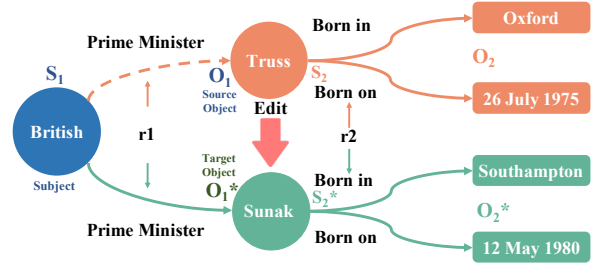 Born in
Oxford
Prime Minister
S₁
Truss
O₁
S₂
O₂
Source
Object
Born on
26 July 1975
Edit
British
r1
r2
Target
Object
Subject
O₁*
Born in
Southampton
S₂*
Sunak
O₂*
Prime Minister
Born on
12 May 1980